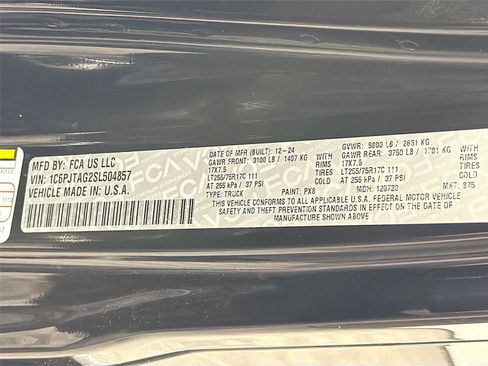 MFD BY: FCA US LLC
VIN: 1C6PJTAG2SL504857
VEHICLE MADE IN U.S.A.
DATE OF MFR (BUILT): 12-24
GAWR FRONT: 3100 LB / 1407 KG WITH
17X7.5 RIMS
LT255/75R17C 111 TIRES
AT 255 kPa / 37 PSI COLD
TYPE: TRUCK PAINT: PX8
GVWR: 5800 LB / 2631 KG
GAWR REAR: 3750 LB / 1701 KG WITH
17X7.5 RIMS
LT255/75R17C 111 TIRES
AT 255 kPa / 37 PSI COLD
MDH: 120720 MXT: 875
THIS VEHICLE CONFORMS TO ALL APPLICABLE U.S.A. FEDERAL MOTOR VEHICLE
SAFETY AND THEFT PREVENTION STANDARDS IN EFFECT ON THE DATE OF
MANUFACTURE SHOWN ABOVE.